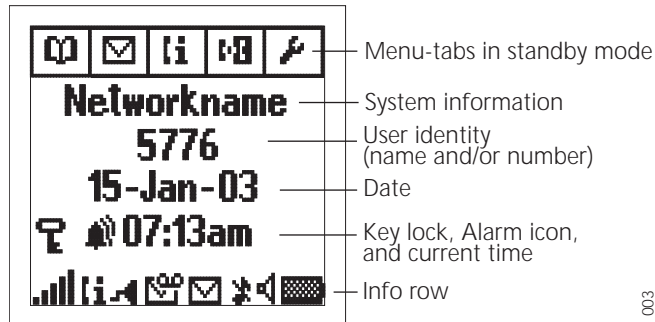 Menu-tabs in standby mode
Networkname
System information
5776
User identity
(name and/or number)
15-Jan-03
Date
07:13am
Key lock, Alarm icon,
and current time
Info row
003